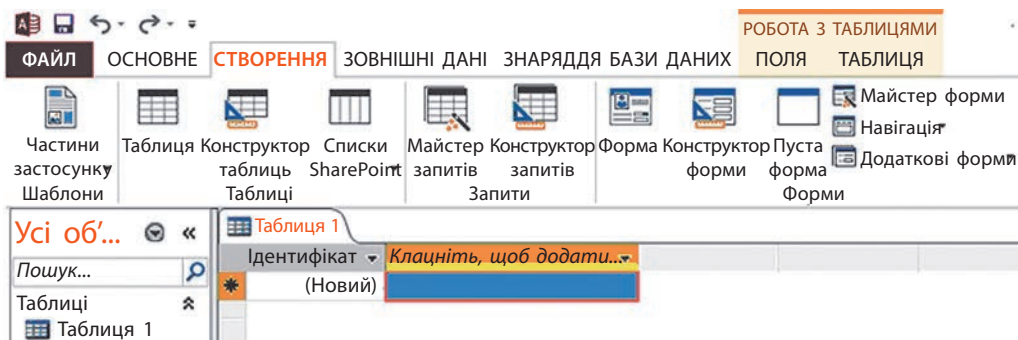 РОБОТА З ТАБЛИЦЯМИ
ФАЙЛ ОСНОВНЕ СТВОРЕННЯ ЗОВНІШНІ ДАНІ ЗНАРЯДДЯ БАЗИ ДАНИХ ПОЛЯ ТАБЛИЦЯ
Частини застосунку
Шаблони
Таблиця
Конструктор таблиць
Списки SharePoint
Таблиці
Майстер запитів
Конструктор запитів
Запити
Форма
Конструктор форми
Пуста форма
Майстер форми
Навігація
Додаткові форми
Форми
Усі об’...
Пошук...
Таблиці
Таблиця 1
Таблиця 1
Ідентифікат Клацніть, щоб додати...
(Новий)